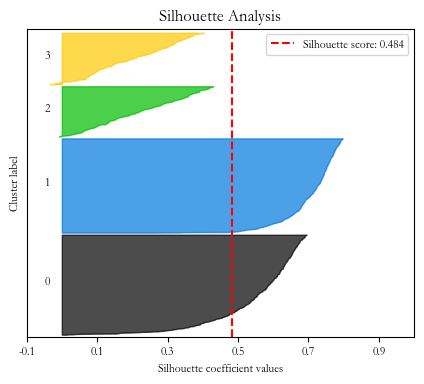 Silhouette Analysis
Silhouette score: 0.484
Cluster label
3
2
1
0
-0.1
0.1
0.3
0.5
0.7
0.9
Silhouette coefficient values